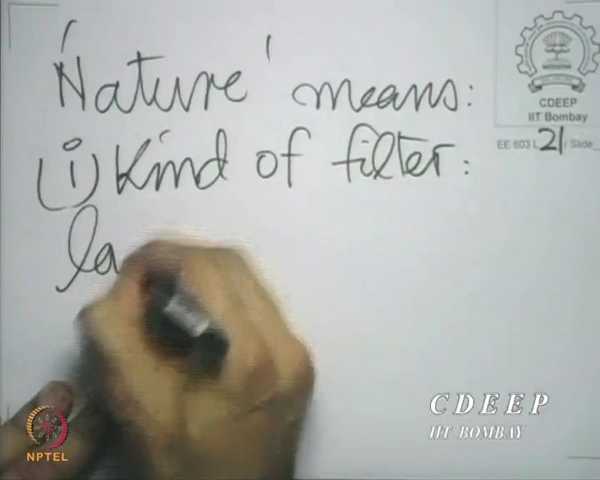 'Nature' means:
(i) Kind of filter:
CDEEP
IIT Bombay
EE 603 L 21 / Slide
CDEEP
IIT BOMBAY
NPTEL